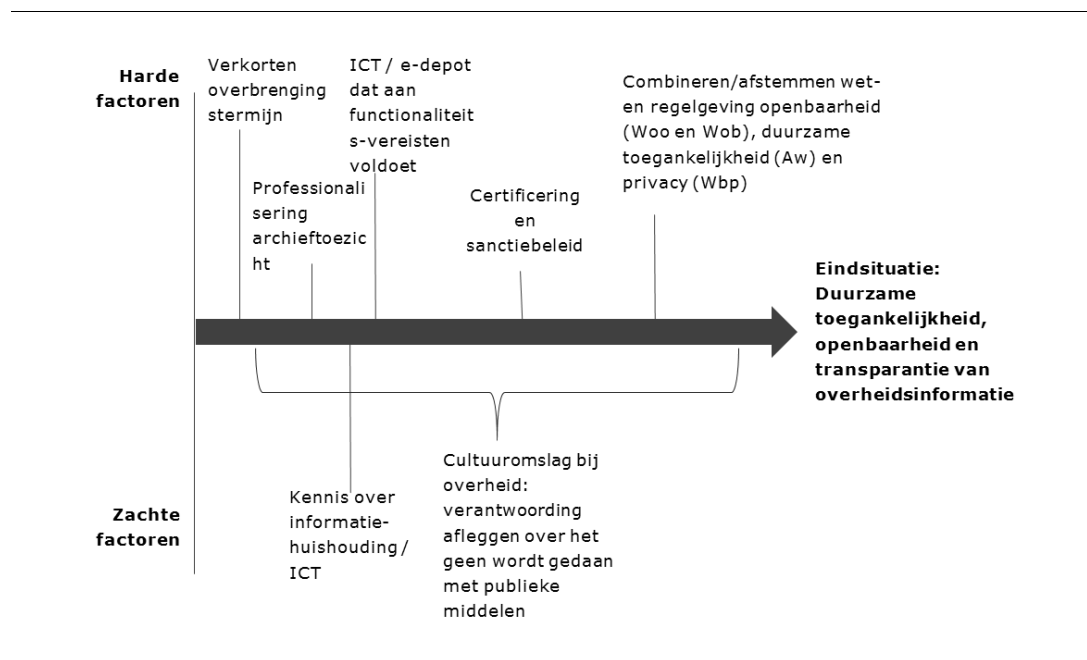 Harde
factoren
Verkorten
overbrenging
stermijn
Professionali
sering
archieftoezic
ht
ICT / e-depot
dat aan
functionaliteit
s-vereisten
voldoet
Certificering
en
sanctiebeleid
Combineren/afstemmen wet-
en regelgeving openbaarheid
(Woo en Wob), duurzame
toegankelijkheid (Aw) en
privacy (Wbp)
Eindsituatie:
Duurzame
toegankelijkheid,
openbaarheid en
transparantie van
overheidsinformatie
Zachte
factoren
Kennis over
informatie-
huishouding /
ICT
Cultuuromslag bij
overheid:
verantwoording
afleggen over het
geen wordt gedaan
met publieke
middelen